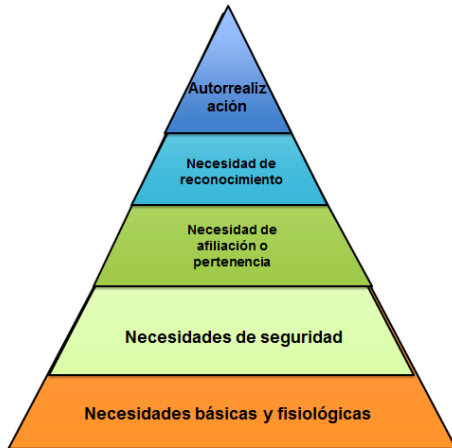 Autorrealiz
ación
Necesidad de
reconocimiento
Necesidad de
afiliación o
pertenencia
Necesidades de seguridad
Necesidades básicas y fisiológicas